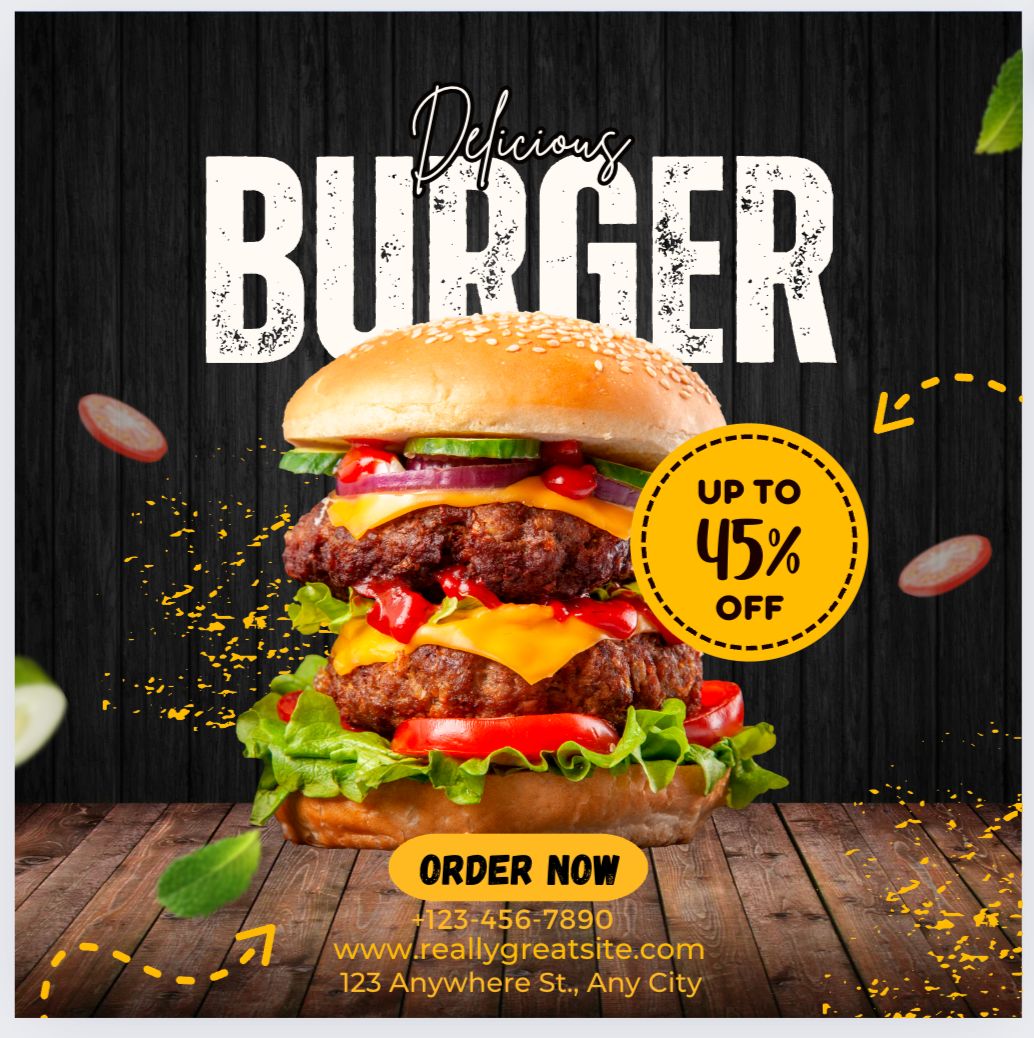 Delicious
BURGER
UP TO
45%
OFF
ORDER NOW
+123-456-7890
www.reallygreatsite.com
123 Anywhere St., Any City